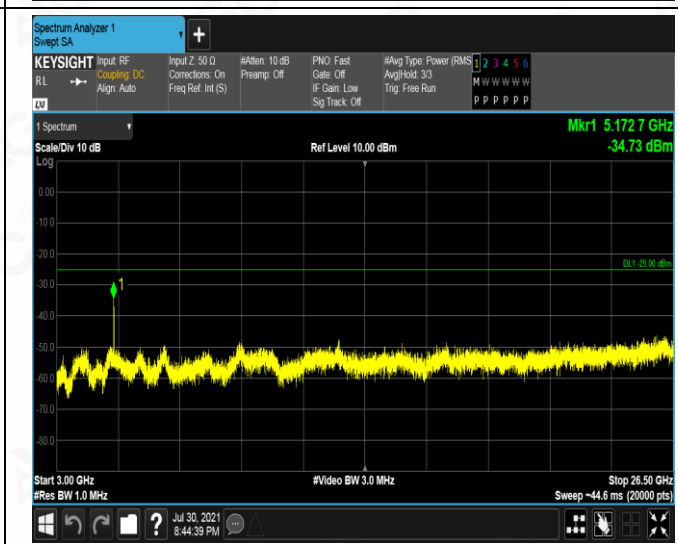 Spectrum Analyzer 1
Swept SA
+
KEYSIGHT
RL
LXI
Input: RF
Coupling: DC
Align: Auto
Input Z: 50 Ω
Corrections: On
Freq Ref: Int (S)
#Atten: 10 dB
Preamp: Off
PNO: Fast
Gate: Off
IF Gain: Low
Sig Track: Off
#Avg Type: Power (RMS
Avg|Hold: 3/3
Trig: Free Run
1 2 3 4 5 6
M W W W W W
P P P P P P
1 Spectrum
Mkr1 5.172 7 GHz
Scale/Div 10 dB
Ref Level 10.00 dBm
-34.73 dBm
Log
0.00
-10.0
-20.0
DL1 -25.00 dBm
-30.0
1
-40.0
-50.0
-60.0
-70.0
-80.0
Start 3.00 GHz
#Video BW 3.0 MHz
Stop 26.50 GHz
#Res BW 1.0 MHz
Sweep ~44.6 ms (20000 pts)
?
Jul 30, 2021
8:44:39 PM